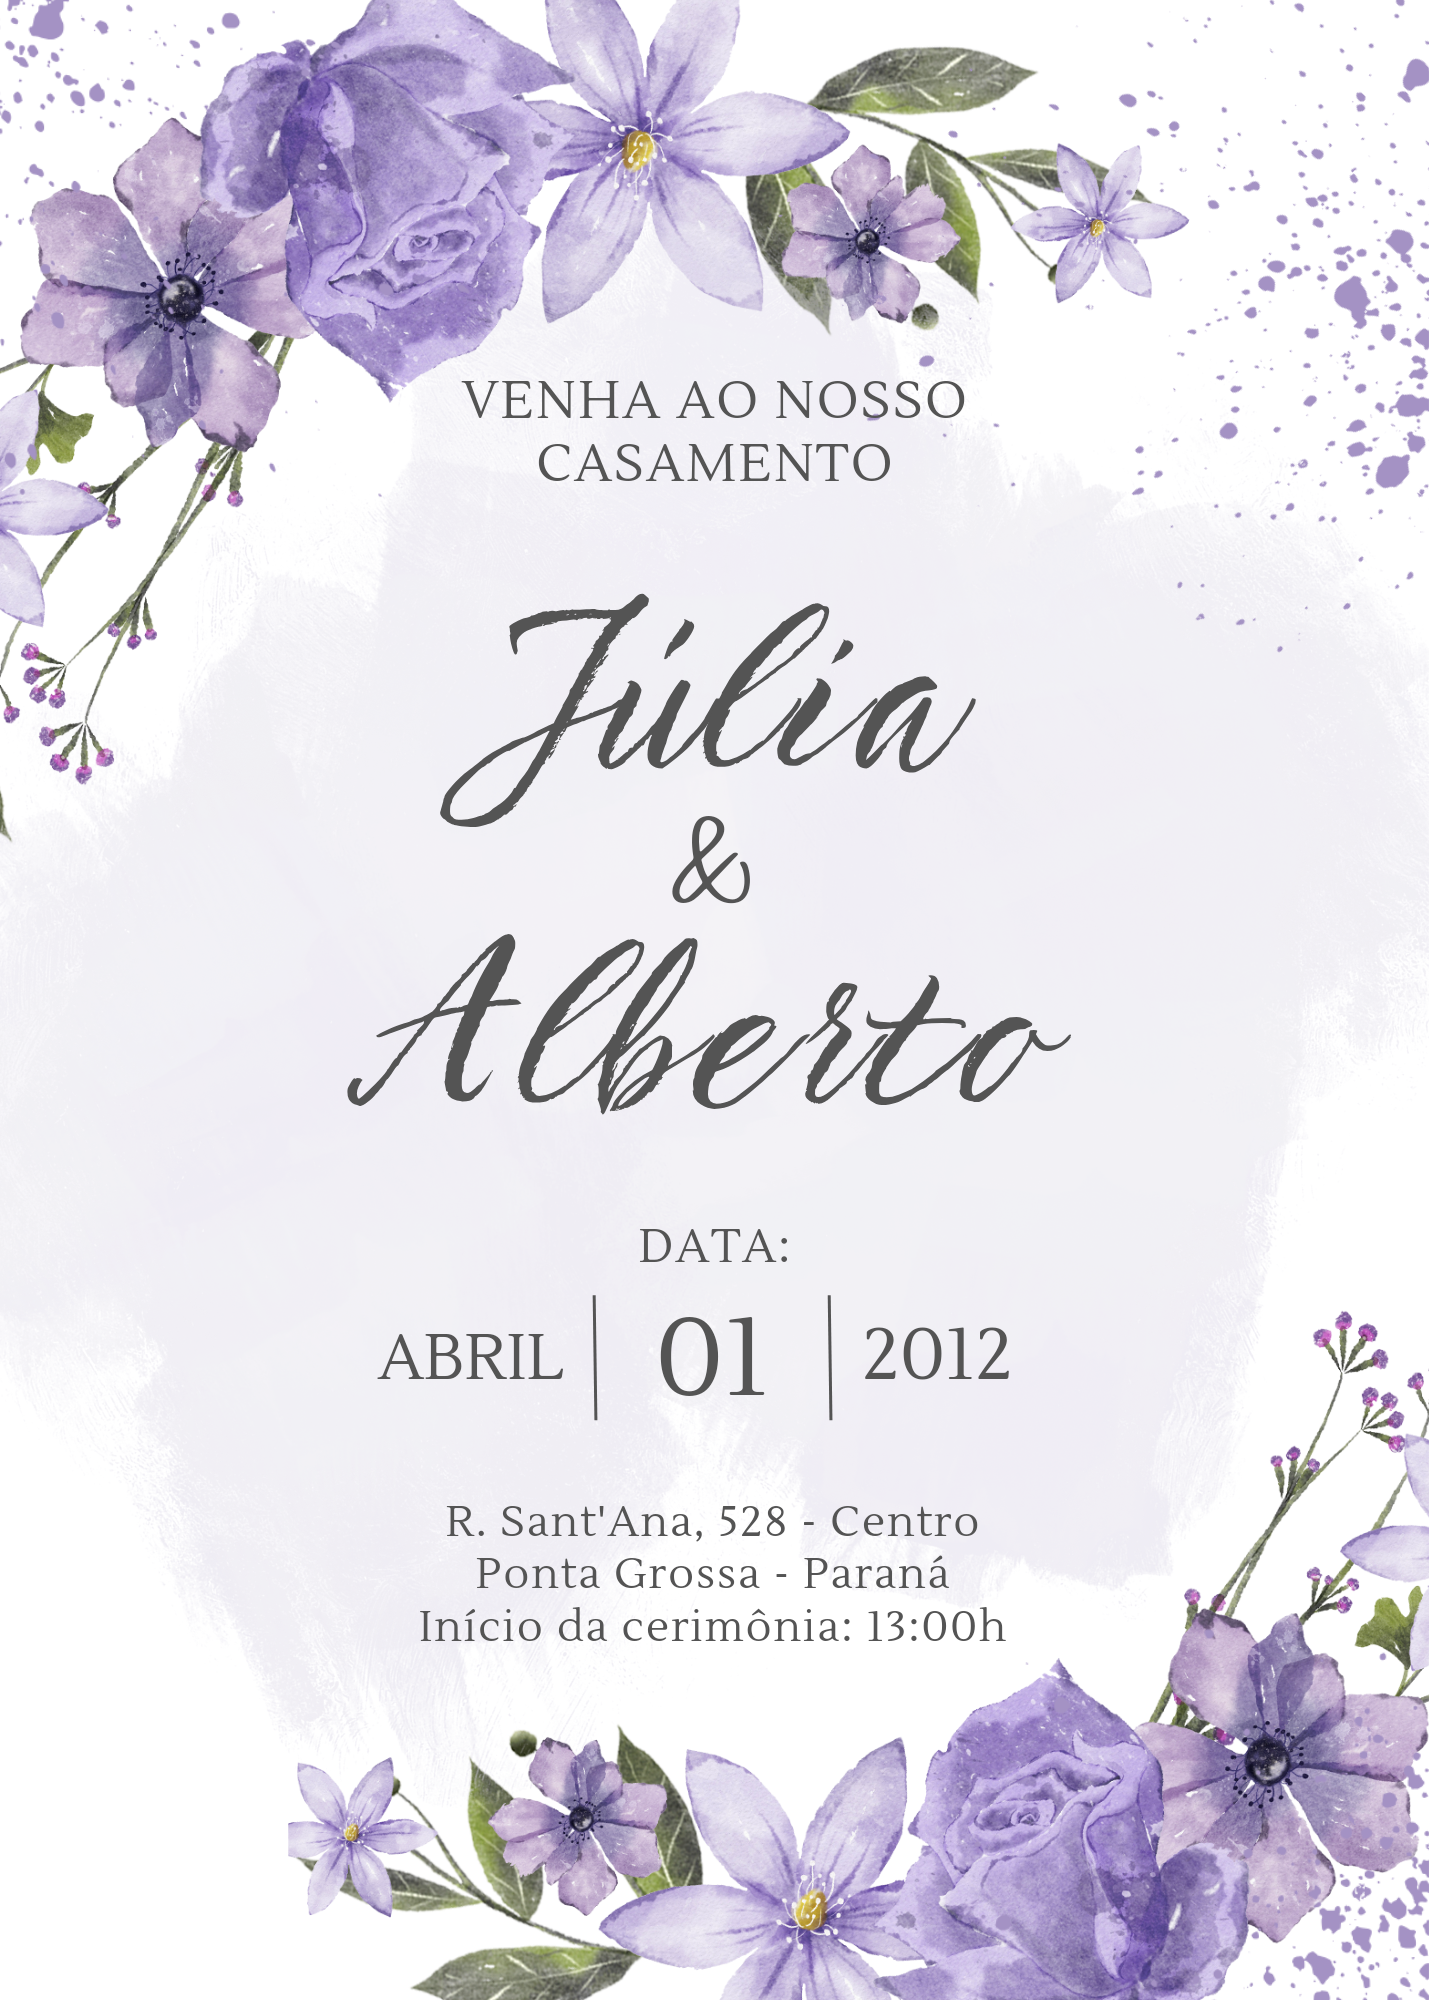 VENHA AO NOSSO
CASAMENTO
Júlia
&
Alberto
DATA:
ABRIL 01 2012
R. Sant'Ana, 528 - Centro
Ponta Grossa - Paraná
Início da cerimônia: 13:00h